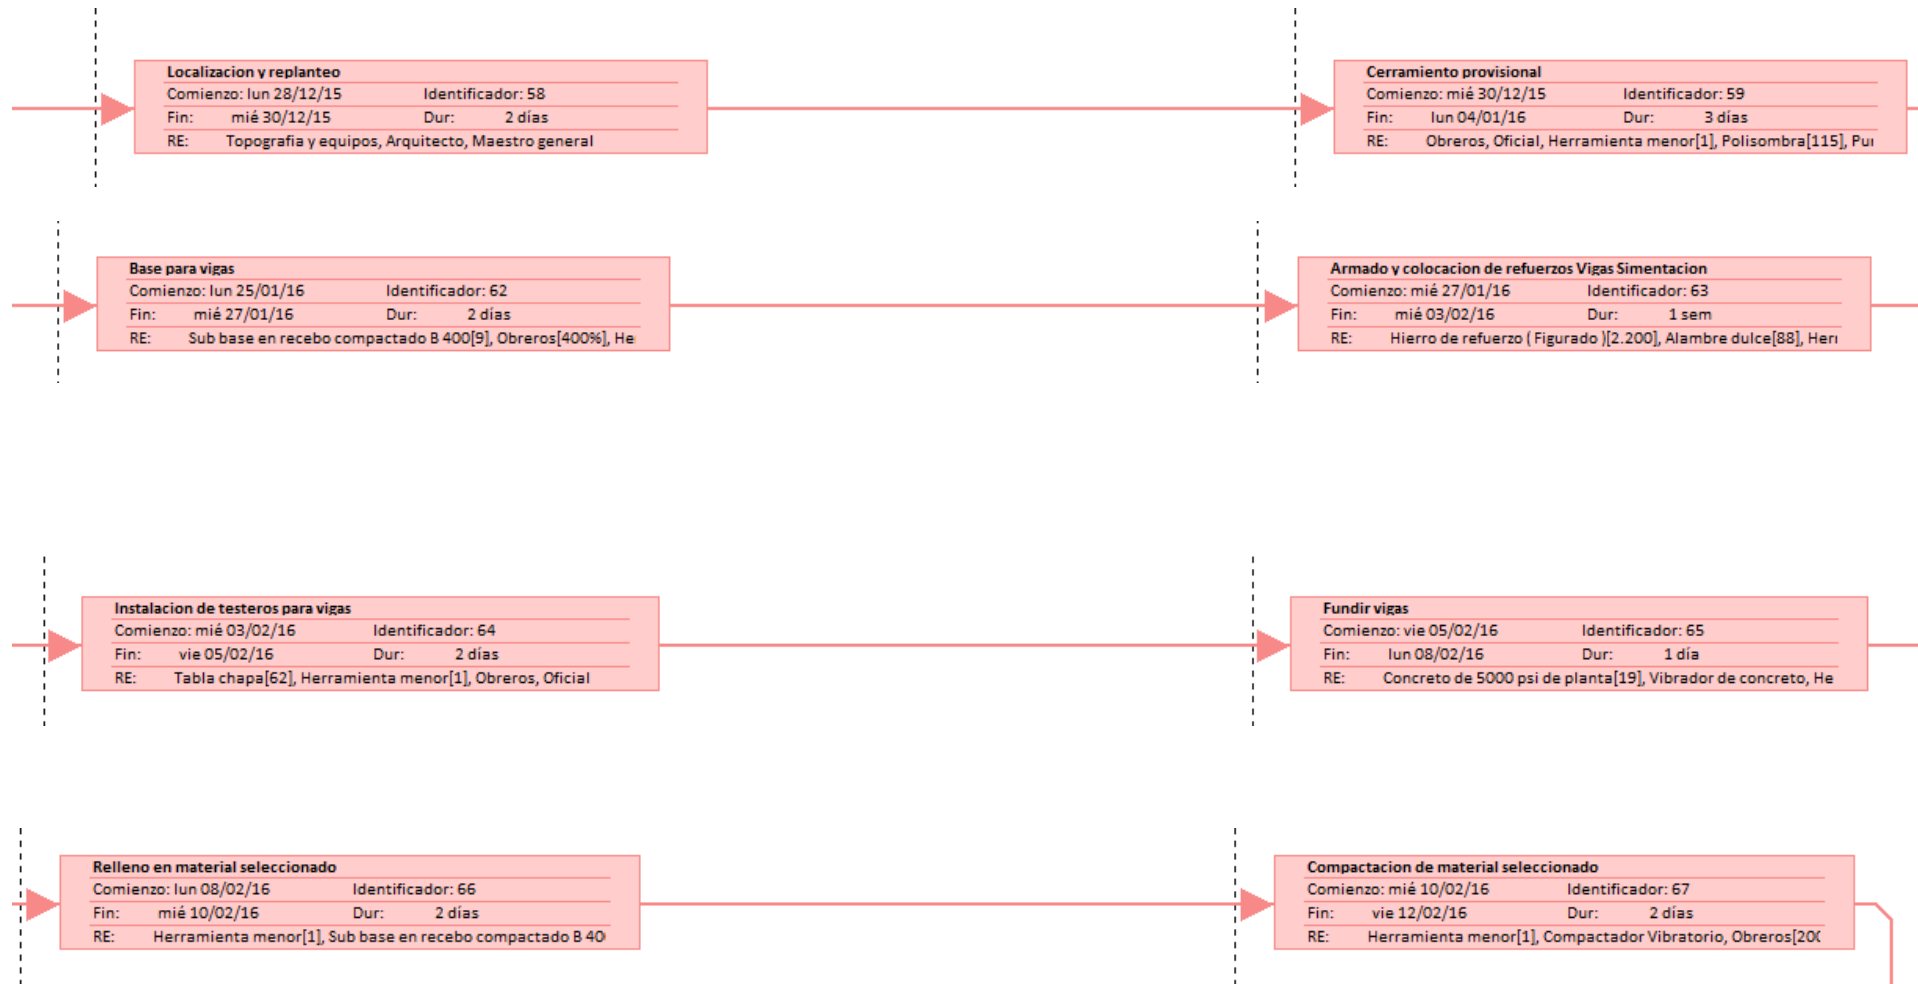 Localizacion y replanteo
Comienzo: lun 28/12/15 Identificador: 58
Fin: mié 30/12/15 Dur: 2 días
RE: Topografia y equipos, Arquitecto, Maestro general
Cerramiento provisional
Comienzo: mié 30/12/15 Identificador: 59
Fin: lun 04/01/16 Dur: 3 días
RE: Obreros, Oficial, Herramienta menor[1], Polisombra[115],
Base para vigas
Comienzo: lun 25/01/16 Identificador: 62
Fin: mié 27/01/16 Dur: 2 días
RE: Sub base en recebo compactado B 400[9], Obreros[400%], He
Armado y colocacion de refuerzos Vigas Simentacion
Comienzo: mié 27/01/16 Identificador: 63
Fin: mié 03/02/16 Dur: 1 sem
RE: Hierro de refuerzo ( Figurado )[2.200], Alambre dulce[88],
Instalacion de testeros para vigas
Comienzo: mié 03/02/16 Identificador: 64
Fin: vie 05/02/16 Dur: 2 días
RE: Tabla chapa[62], Herramienta menor[1], Obreros, Oficial
Fundir vigas
Comienzo: vie 05/02/16 Identificador: 65
Fin: lun 08/02/16 Dur: 1 día
RE: Concreto de 5000 psi de planta[19], Vibrador de concreto, He
Relleno en material seleccionado
Comienzo: lun 08/02/16 Identificador: 66
Fin: mié 10/02/16 Dur: 2 días
RE: Herramienta menor[1], Sub base en recebo compactado B 40
Compactacion de material seleccionado
Comienzo: mié 10/02/16 Identificador: 67
Fin: vie 12/02/16 Dur: 2 días
RE: Herramienta menor[1], Compactador Vibratorio, Obreros[20